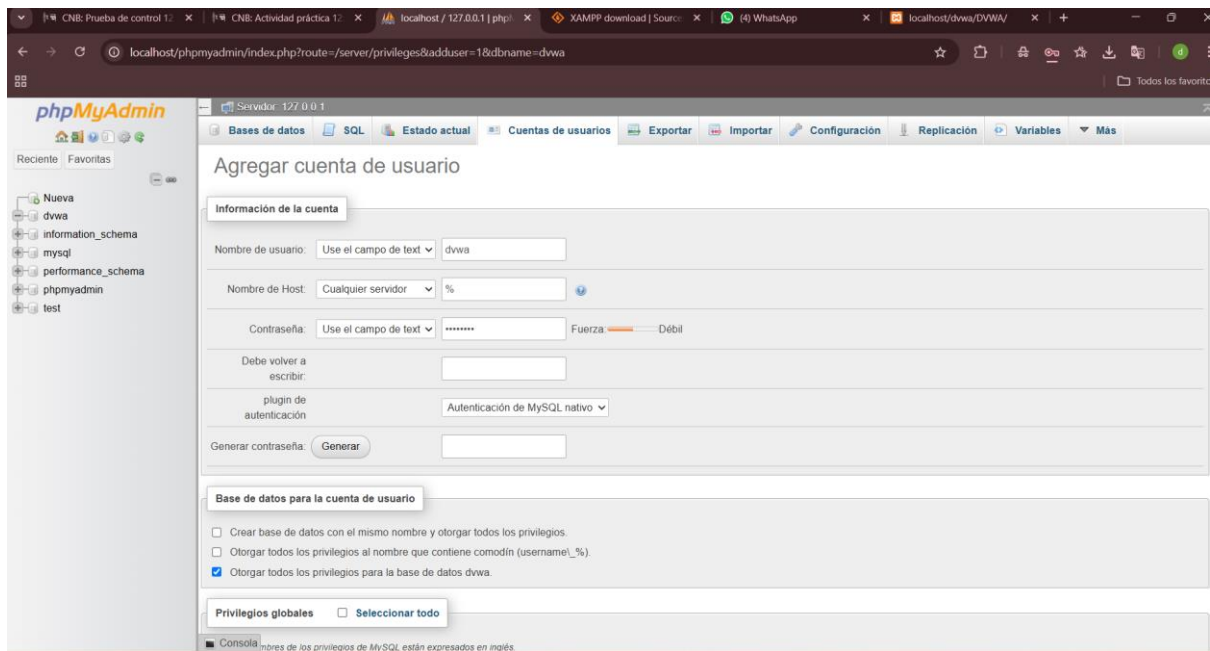 CNB: Prueba de control 12
CNB: Actividad práctica 12
localhost / 127.0.0.1 | php
XAMPP download | Source
(4) WhatsApp
localhost/dvwa/DVWA/
localhost/phpmyadmin/index.php?route=/server/privileges&adduser=1&dbname=dvwa
d
Todos los favorito
phpMyAdmin
Reciente Favoritas
Nueva
dvwa
information_schema
mysql
performance_schema
phpmyadmin
test
Servidor: 127.0.0.1
Bases de datos SQL Estado actual Cuentas de usuarios Exportar Importar Configuración Replicación Variables Más
Agregar cuenta de usuario
Información de la cuenta
Nombre de usuario: Use el campo de text dvwa
Nombre de Host: Cualquier servidor %
Contraseña: Use el campo de text •••••••• Fuerza: Débil
Debe volver a
escribir:
plugin de
autenticación
Autenticación de MySQL nativo
Generar contraseña: Generar
Base de datos para la cuenta de usuario
Crear base de datos con el mismo nombre y otorgar todos los privilegios.
Otorgar todos los privilegios al nombre que contiene comodín (username\_%).
Otorgar todos los privilegios para la base de datos dvwa.
Privilegios globales Seleccionar todo
Consola
mbres de los privilegios de MySQL están expresados en inglés.